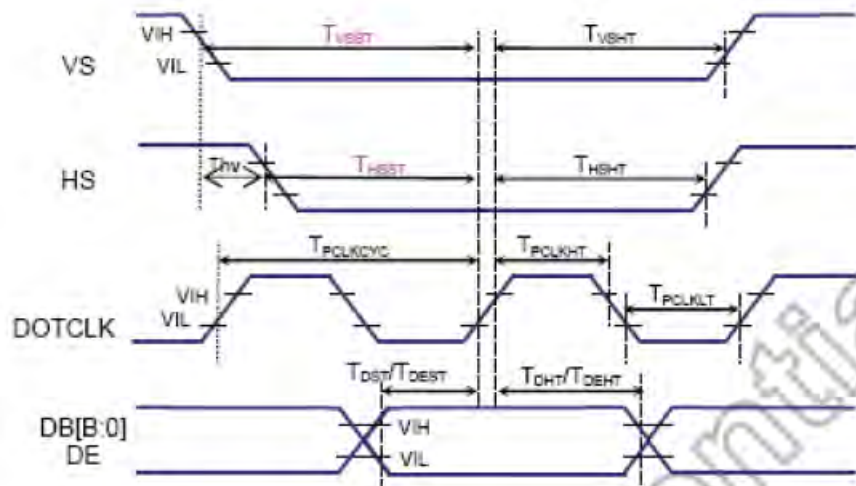 VS
VIH
VIL
TVSST
TVSHT
HS
Thv
THSST
THSHT
DOTCLK
VIH
VIL
TPCLKCYC
TPCLKHT
TPCLKLT
DB[B:0]
DE
TDST/TDEST
TDHT/TDEHT
VIH
VIL